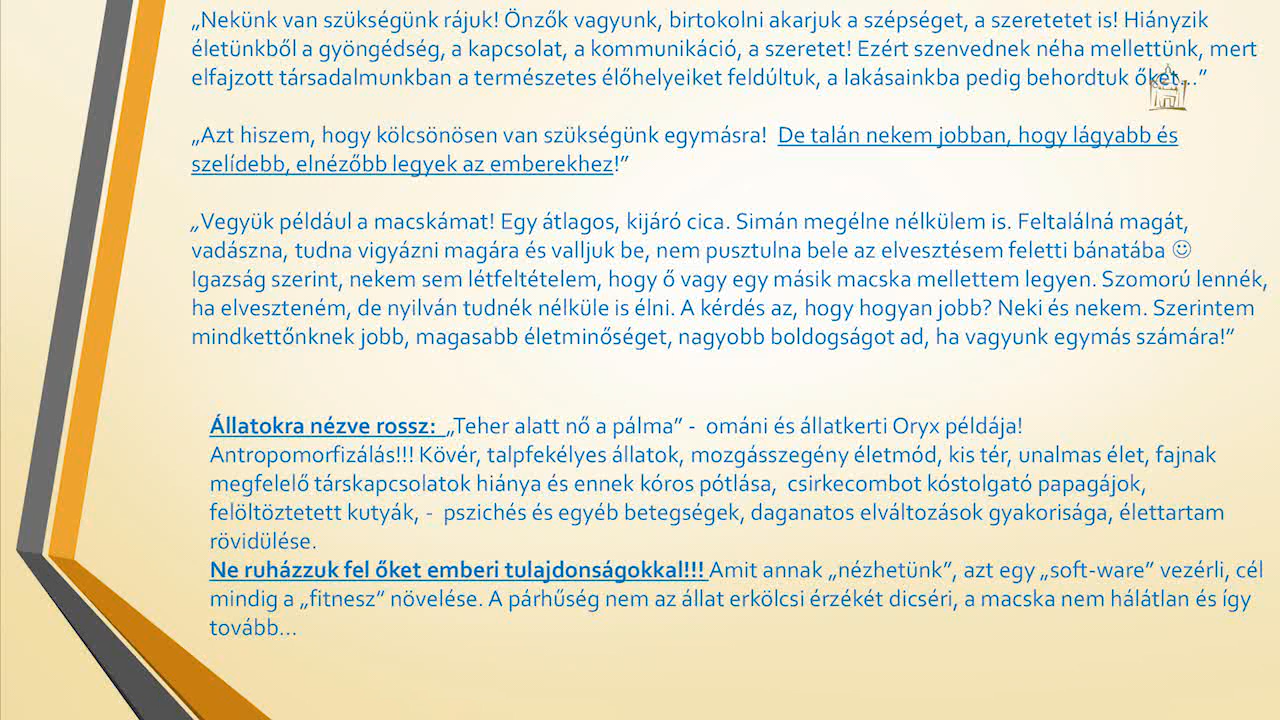 „Nekünk van szükségünk rájuk! Önzők vagyunk, birtokolni akarjuk a szépséget, a szeretetet is! Hiányzik
életünkből a gyöngédség, a kapcsolat, a kommunikáció, a szeretet! Ezért szenvednek néha mellettünk, mert
elfajzott társadalmunkban a természetes élőhelyeiket feldúltuk, a lakásainkba pedig behordtuk őket...”
„Azt hiszem, hogy kölcsönösen van szükségünk egymásra! De talán nekem jobban, hogy lágyabb és
szelídebb, elnézőbb legyek az emberekhez!”
„Vegyük például a macskámat! Egy átlagos, kijáró cica. Simán megélne nélkülem is. Feltalálná magát,
vadászna, tudna vigyázni magára és valljuk be, nem pusztulna bele az elvesztésem feletti bánatába ☺
Igazság szerint, nekem sem létfeltételem, hogy ő vagy egy másik macska mellettem legyen. Szomorú lennék,
ha elveszteném, de nyilván tudnék nélküle is élni. A kérdés az, hogy hogyan jobb? Neki és nekem. Szerintem
mindkettőnknek jobb, magasabb életminőséget, nagyobb boldogságot ad, ha vagyunk egymás számára!”
Állatokra nézve rossz: „Teher alatt nő a pálma” - ománi és állatkerti Oryx példája!
Antropomorfizálás!!! Kövér, talpfekélyes állatok, mozgásszegény életmód, kis tér, unalmas élet, fajnak
megfelelő társkapcsolatok hiánya és ennek kóros pótlása, csirkecombot kóstolgató papagájok,
felöltöztetett kutyák, - pszichés és egyéb betegségek, daganatos elváltozások gyakorisága, élettartam
rövidülése.
Ne ruházzuk fel őket emberi tulajdonságokkal!!! Amit annak „nézhetünk”, azt egy „soft-ware” vezérli, cél
mindig a „fitnesz” növelése. A párhűség nem az állat erkölcsi érzékét dicséri, a macska nem hálátlan és így
tovább...